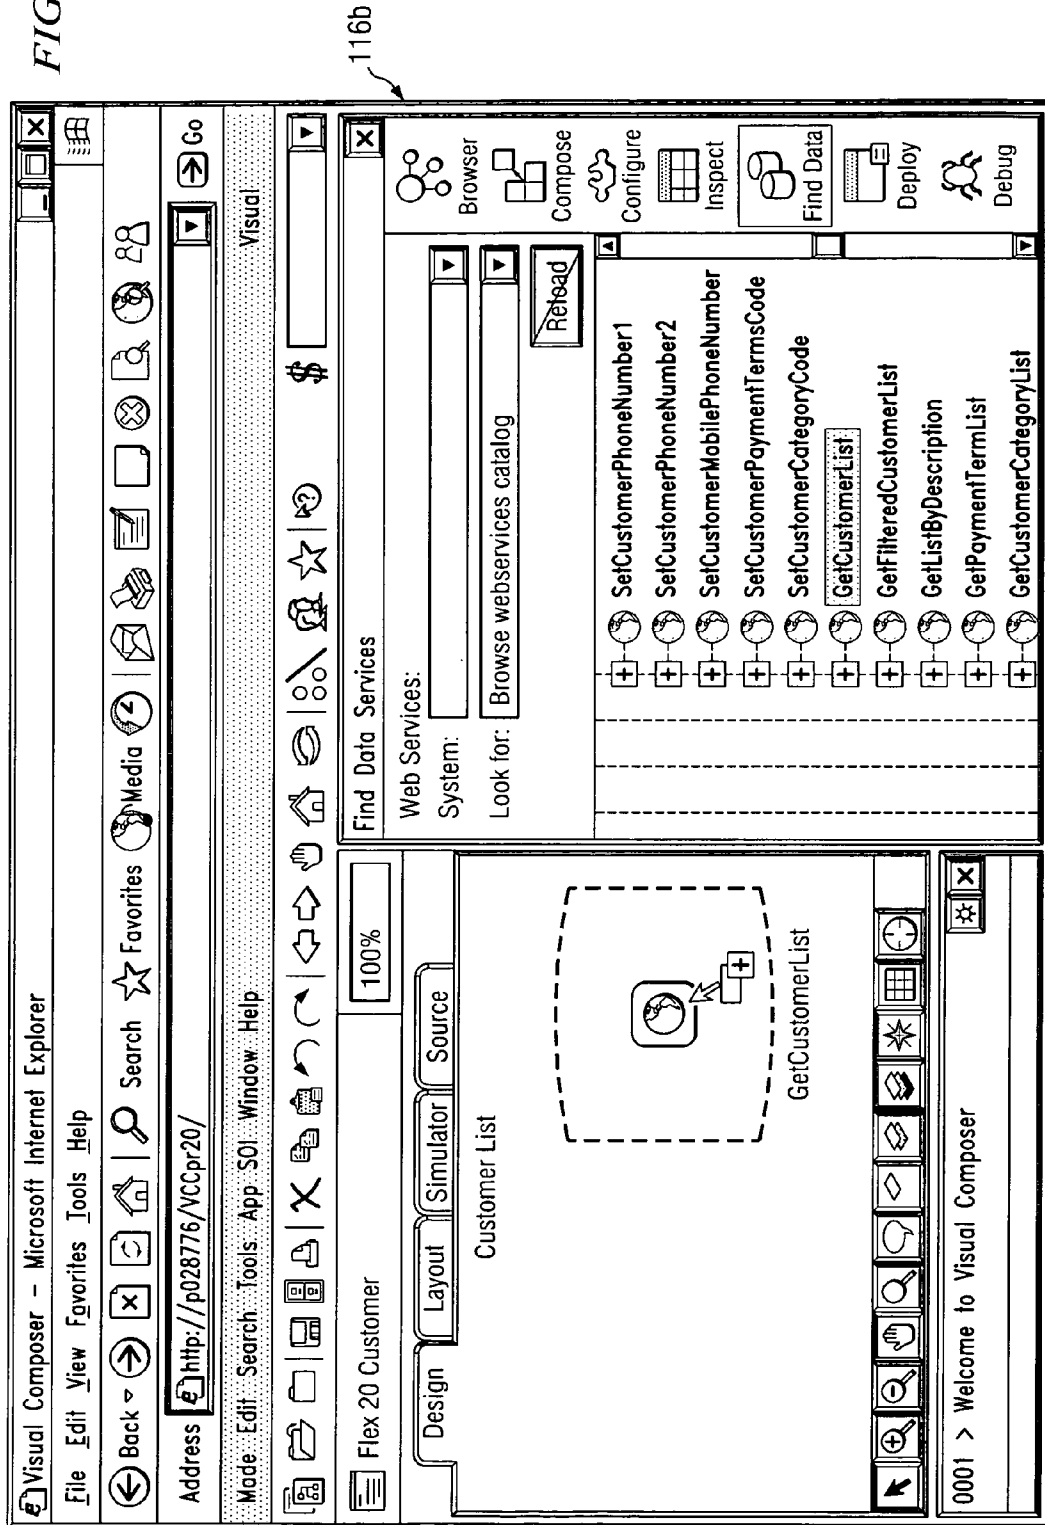 FIG
116b
Visual Composer – Microsoft Internet Explorer
File Edit View Favorites Tools Help
Back Search Favorites Media
Address http://p028776/VCCpr20/ Go
Mode Edit Search Tools App SOI Window Help Visual
$
Flex 20 Customer 100%
Design Layout Simulator Source
Customer List
GetCustomerList
0001 > Welcome to Visual Composer
Find Data Services
Web Services:
System:
Look for: Browse webservices catalog
Reload
SetCustomerPhoneNumber1
SetCustomerPhoneNumber2
SetCustomerMobilePhoneNumber
SetCustomerPaymentTermsCode
SetCustomerCategoryCode
GetCustomerList
GetFilteredCustomerList
GetListByDescription
GetPaymentTermList
GetCustomerCategoryList
Browser
Compose
Configure
Inspect
Find Data
Deploy
Debug